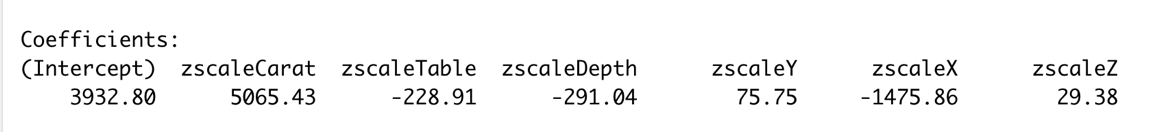 Coefficients:
(Intercept) zscaleCarat zscaleTable zscaleDepth zscaleY zscaleX zscaleZ
3932.80 5065.43 -228.91 -291.04 75.75 -1475.86 29.38